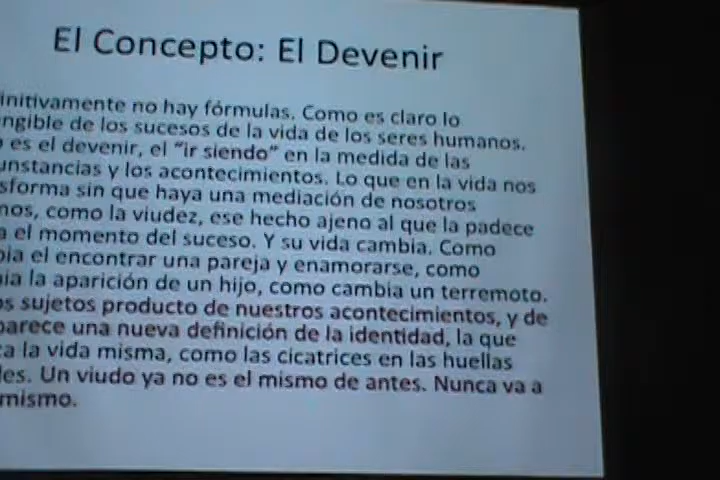 El Concepto: El Devenir
initivamente no hay fórmulas. Como es claro lo
ngible de los sucesos de la vida de los seres humanos.
es el devenir, el "ir siendo" en la medida de las
unstancias y los acontecimientos. Lo que en la vida nos
sforma sin que haya una mediación de nosotros
mos, como la viudez, ese hecho ajeno al que la padece
a el momento del suceso. Y su vida cambia. Como
bia el encontrar una pareja y enamorarse, como
bia la aparición de un hijo, como cambia un terremoto.
os sujetos producto de nuestros acontecimientos, y de
parece una nueva definición de la identidad, la que
ca la vida misma, como las cicatrices en las huellas
les. Un viudo ya no es el mismo de antes. Nunca va a
mismo.